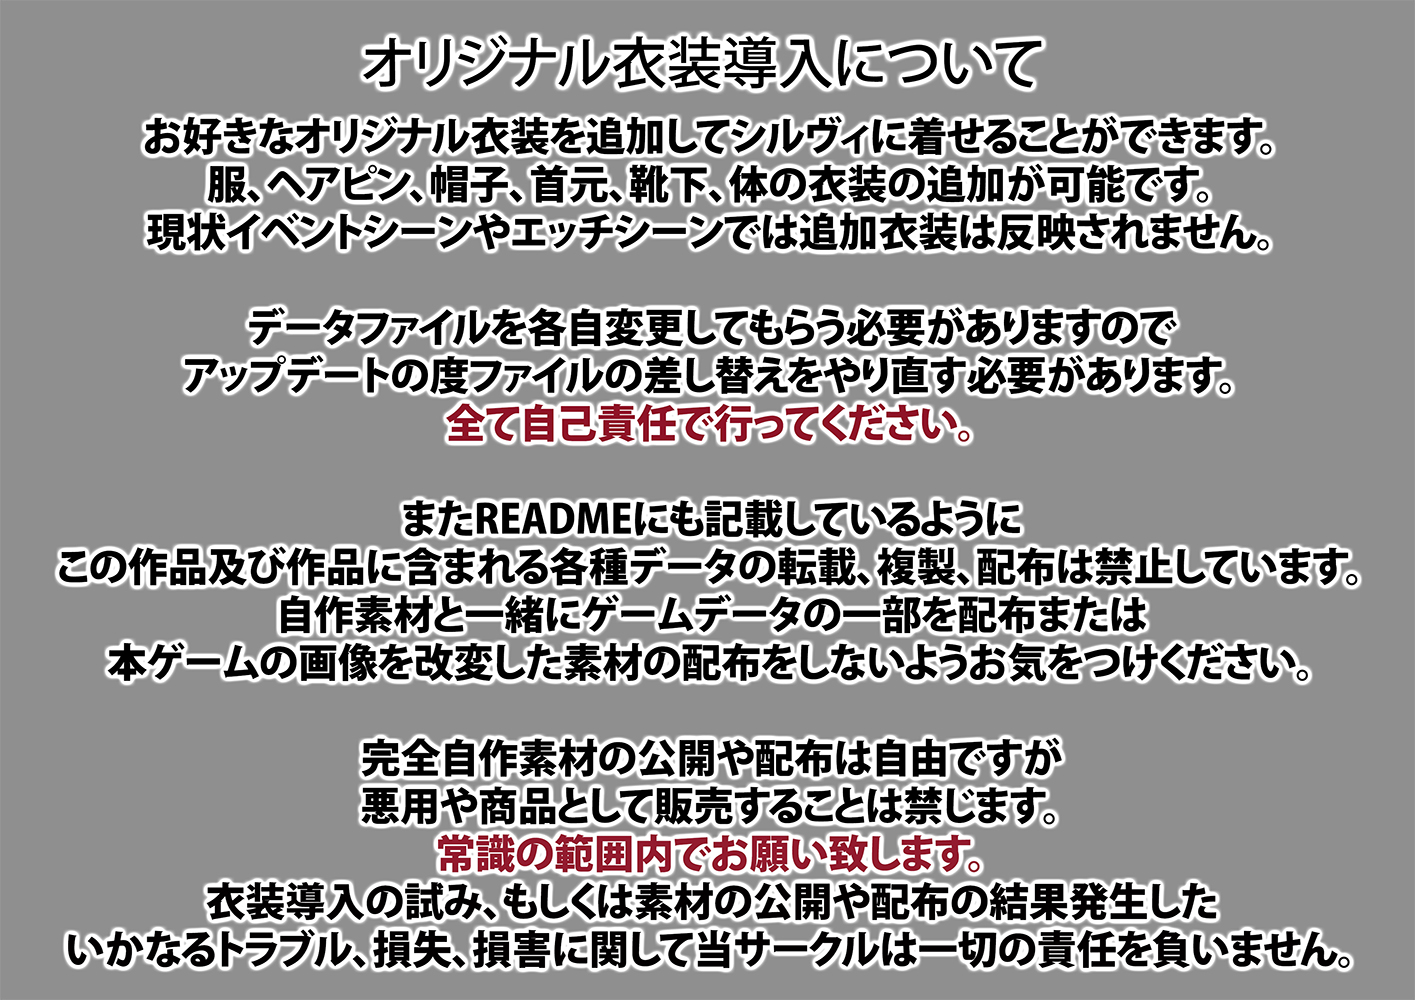 オリジナル衣装導入について
お好きなオリジナル衣装を追加してシルヴィに着せることができます。
服、ヘアピン、帽子、首元、靴下、体の衣装の追加が可能です。
現状イベントシーンやエッチシーンでは追加衣装は反映されません。
データファイルを各自変更してもらう必要がありますので
アップデートの度ファイルの差し替えをやり直す必要があります。
全て自己責任で行ってください。
またREADMEにも記載しているように
この作品及び作品に含まれる各種データの転載、複製、配布は禁止しています。
自作素材と一緒にゲームデータの一部を配布または
本ゲームの画像を改変した素材の配布をしないようお気をつけください。
完全自作素材の公開や配布は自由ですが
悪用や商品として販売することは禁じます。
常識の範囲内でお願い致します。
衣装導入の試み、もしくは素材の公開や配布の結果発生した
いかなるトラブル、損失、損害に関して当サークルは一切の責任を負いません。